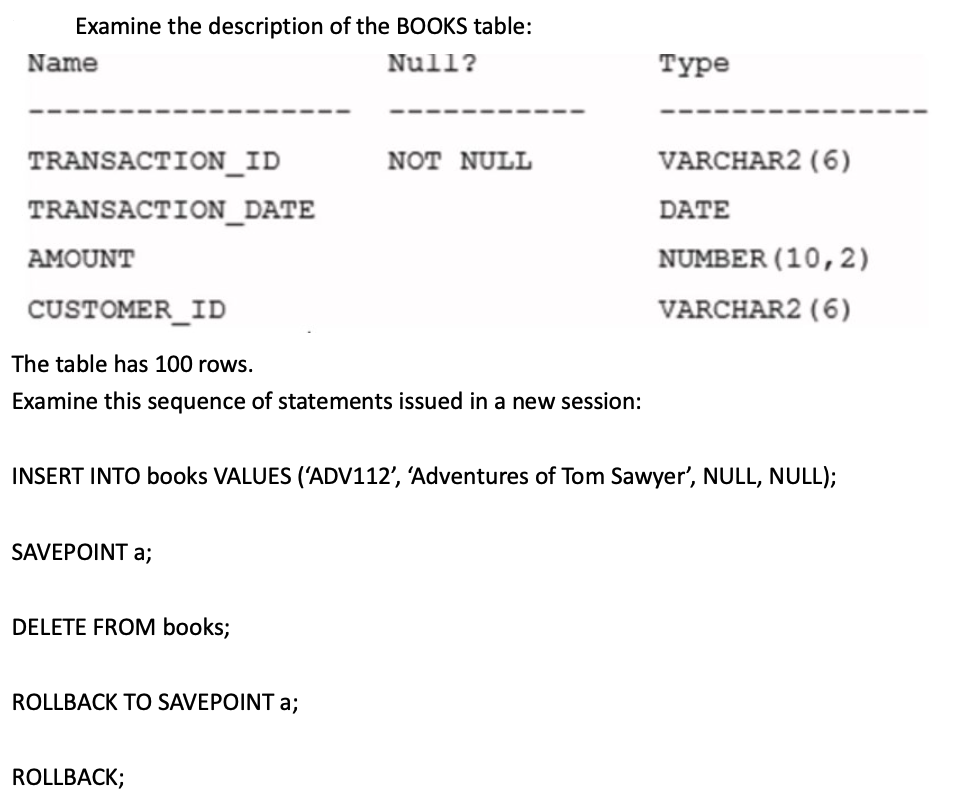 Examine the description of the BOOKS table:
Name Null? Type
------------------ ----------- ---------------
TRANSACTION_ID NOT NULL VARCHAR2(6)
TRANSACTION_DATE DATE
AMOUNT NUMBER(10,2)
CUSTOMER_ID VARCHAR2(6)
The table has 100 rows.
Examine this sequence of statements issued in a new session:
INSERT INTO books VALUES (‘ADV112’, ‘Adventures of Tom Sawyer’, NULL, NULL);
SAVEPOINT a;
DELETE FROM books;
ROLLBACK TO SAVEPOINT a;
ROLLBACK;